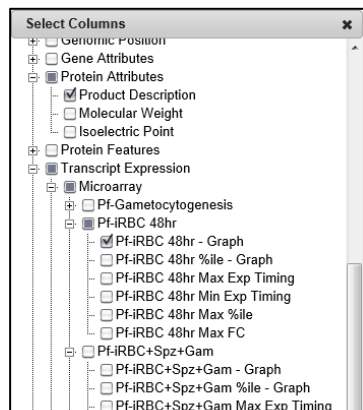 Select Columns
Genomic Position
Gene Attributes
Protein Attributes
Product Description
Molecular Weight
Isoelectric Point
Protein Features
Transcript Expression
Microarray
Pf-Gametocytogenesis
Pf-iRBC 48hr
Pf-iRBC 48hr - Graph
Pf-iRBC 48hr %ile - Graph
Pf-iRBC 48hr Max Exp Timing
Pf-iRBC 48hr Min Exp Timing
Pf-iRBC 48hr Max %ile
Pf-iRBC 48hr Max FC
Pf-iRBC+Spz+Gam
Pf-iRBC+Spz+Gam - Graph
Pf-iRBC+Spz+Gam %ile - Graph
Pf-iRBC+Spz+Gam Max Exp Timing